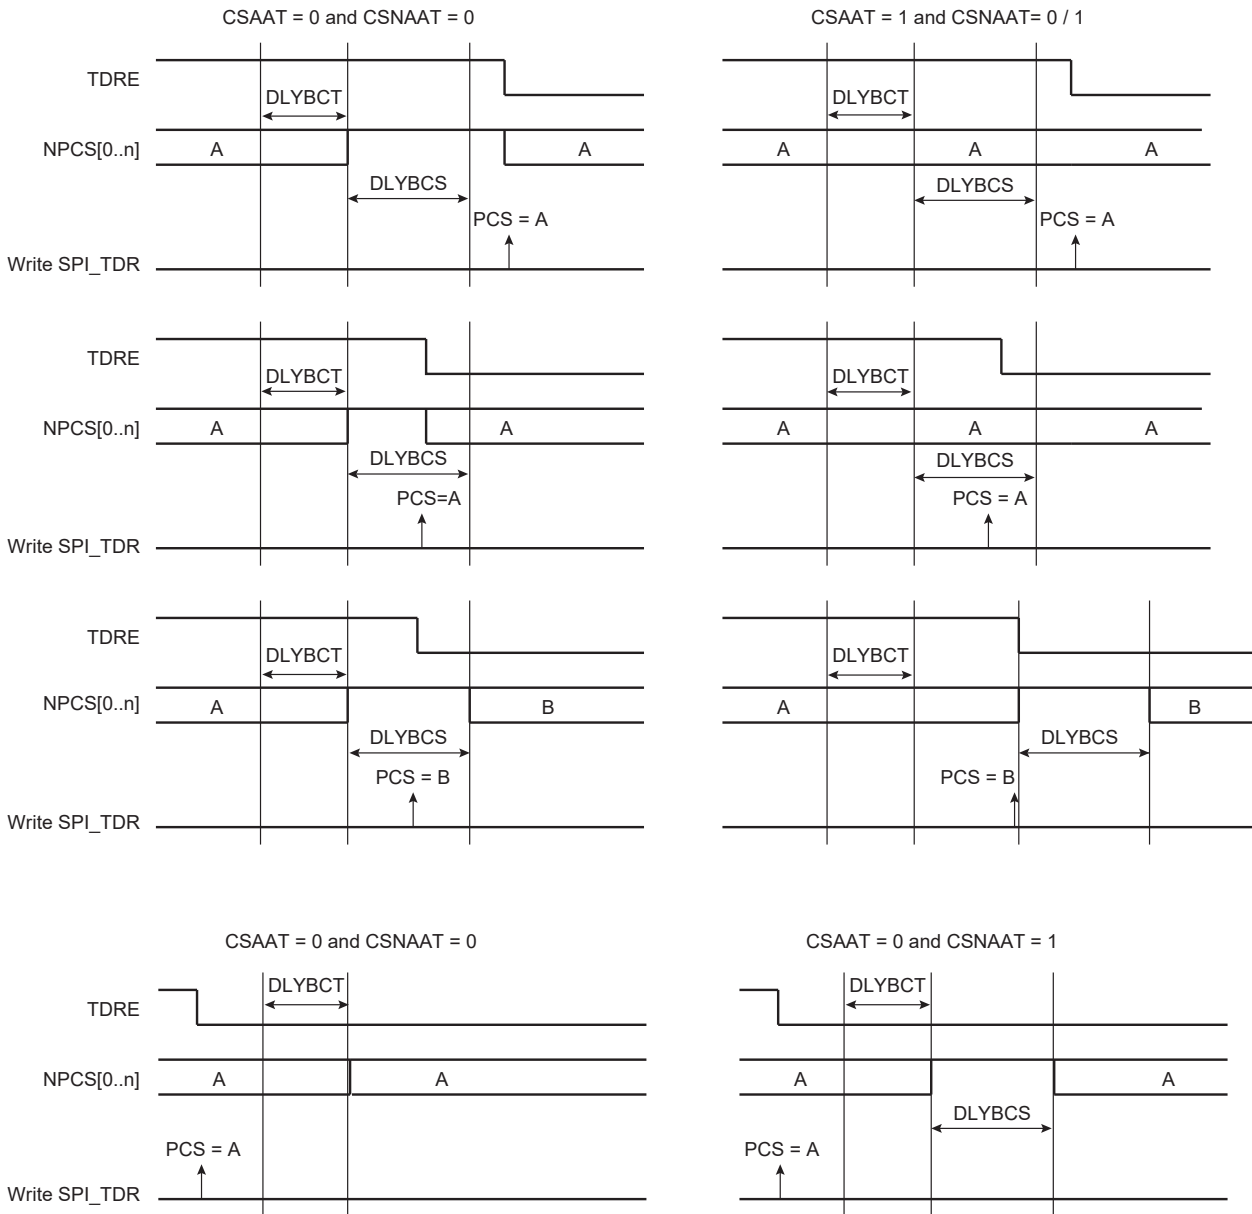 CSAAT = 0 and CSNAAT = 0
CSAAT = 1 and CSNAAT= 0 / 1
TDRE
DLYBCT
DLYBCT
NPCS[0..n]
A
A
A
A
A
DLYBCS
DLYBCS
PCS = A
PCS = A
Write SPI_TDR
TDRE
DLYBCT
DLYBCT
NPCS[0..n]
A
A
A
A
A
DLYBCS
DLYBCS
PCS=A
PCS = A
Write SPI_TDR
TDRE
DLYBCT
DLYBCT
NPCS[0..n]
A
B
A
B
DLYBCS
DLYBCS
PCS = B
PCS = B
Write SPI_TDR
CSAAT = 0 and CSNAAT = 0
CSAAT = 0 and CSNAAT = 1
DLYBCT
DLYBCT
TDRE
NPCS[0..n]
A
A
A
A
DLYBCS
PCS = A
PCS = A
Write SPI_TDR